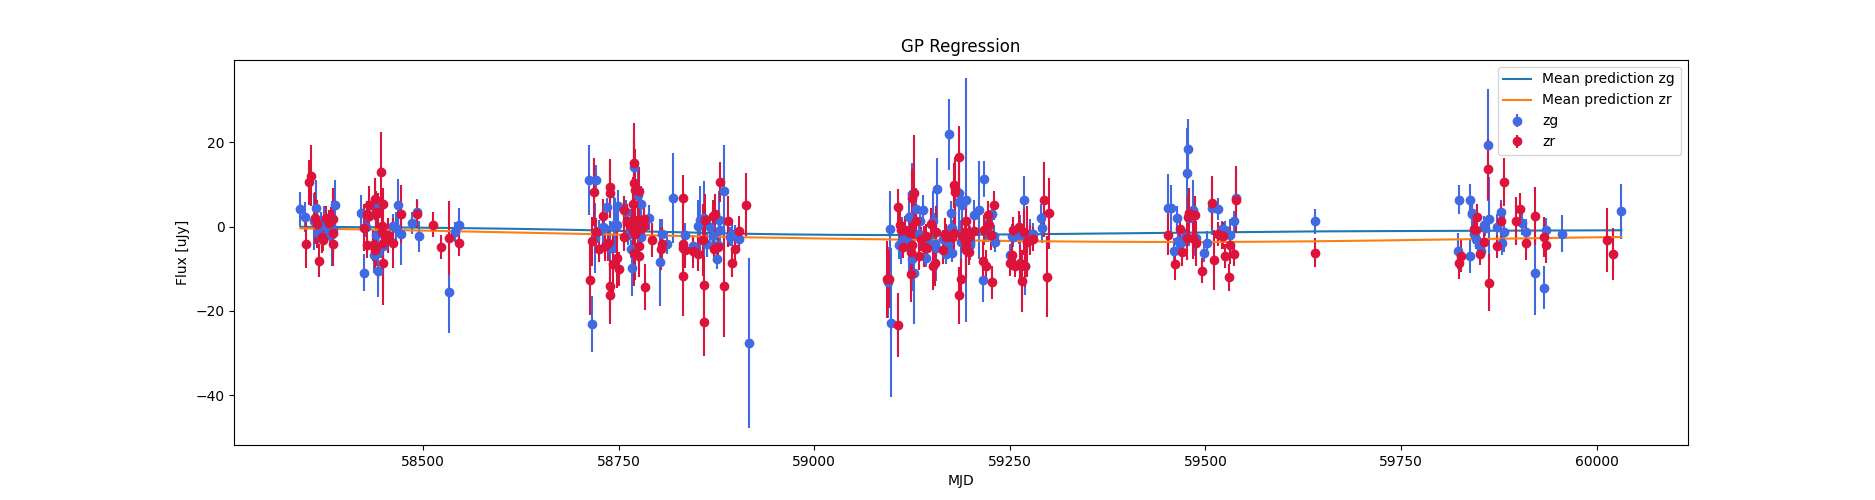 GP Regression
Flux [uJy]
20
0
−20
−40
58500
58750
59000
59250
59500
59750
60000
MJD
Mean prediction zg
Mean prediction zr
zg
zr